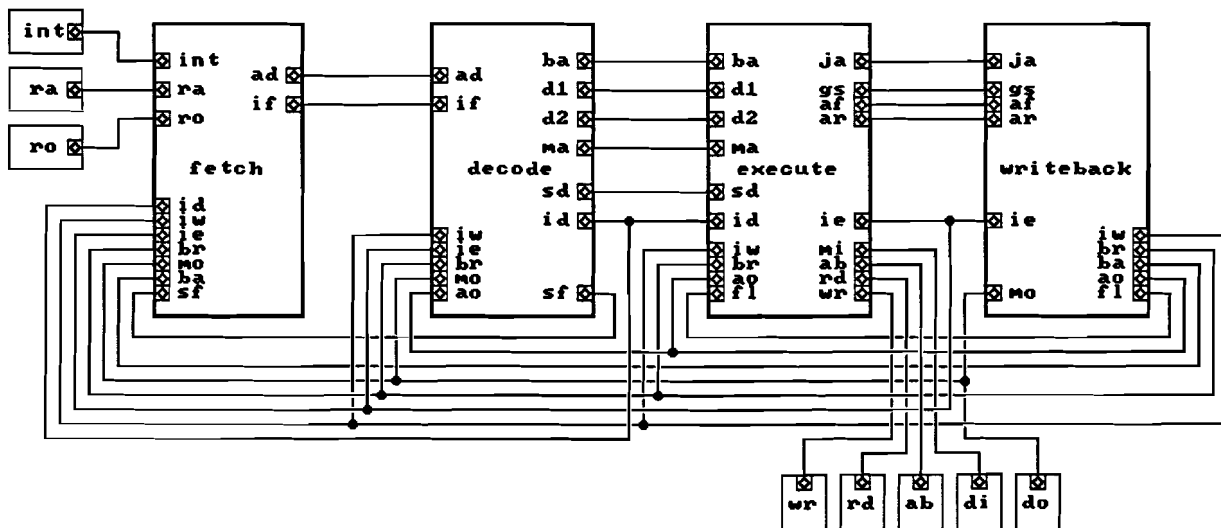 int
ra
ro
int
ra
ro
ad
if
fetch
id
iw
ie
br
mo
ba
sf
ad
if
ba
d1
d2
ma
decode
sd
id
iw
ie
br
mo
ao
sf
ba
d1
d2
ma
ja
gs
af
ar
execute
sd
id
ie
iw
br
ao
fl
mi
ab
rd
wr
ja
gs
af
ar
writeback
ie
mo
iw
br
ba
ao
fl
wr
rd
ab
di
do